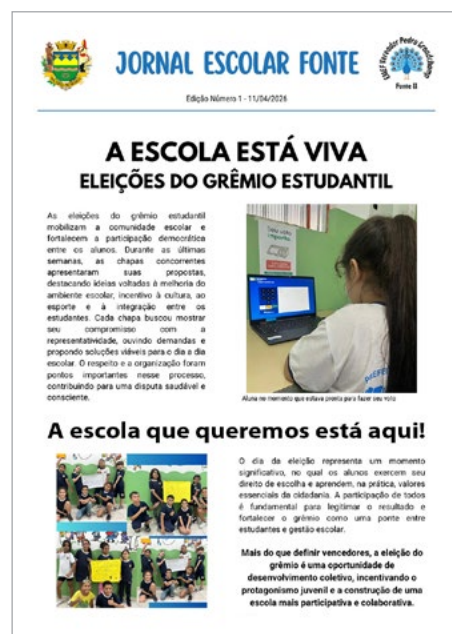 JORNAL ESCOLAR FONTE
UMEF Vereador Pedro Grandchamp
Fonte II
Edição Número 1 - 11/04/2026
A ESCOLA ESTÁ VIVA
ELEIÇÕES DO GRÊMIO ESTUDANTIL
As eleições do grêmio estudantil
mobilizam a comunidade escolar e
fortalecem a participação democrática
entre os alunos. Durante as últimas
semanas, as chapas concorrentes
apresentaram suas propostas,
destacando ideias voltadas à melhoria do
ambiente escolar, incentivo à cultura, ao
esporte e à integração entre os
estudantes. Cada chapa buscou mostrar
seu compromisso com a
representatividade, ouvindo demandas e
propondo soluções viáveis para o dia a dia
escolar. O respeito e a organização foram
pontos importantes nesse processo,
contribuindo para uma disputa saudável e
consciente.
Aluna no momento que estava pronta para fazer seu voto
A escola que queremos está aqui!
O dia da eleição representa um momento
significativo, no qual os alunos exercem seu
direito de escolha e aprendem, na prática, valores
essenciais da cidadania. A participação de todos
é fundamental para legitimar o resultado e
fortalecer o grêmio como uma ponte entre
estudantes e gestão escolar.
Mais do que definir vencedores, a eleição do
grêmio é uma oportunidade de
desenvolvimento coletivo, incentivando o
protagonismo juvenil e a construção de uma
escola mais participativa e colaborativa.